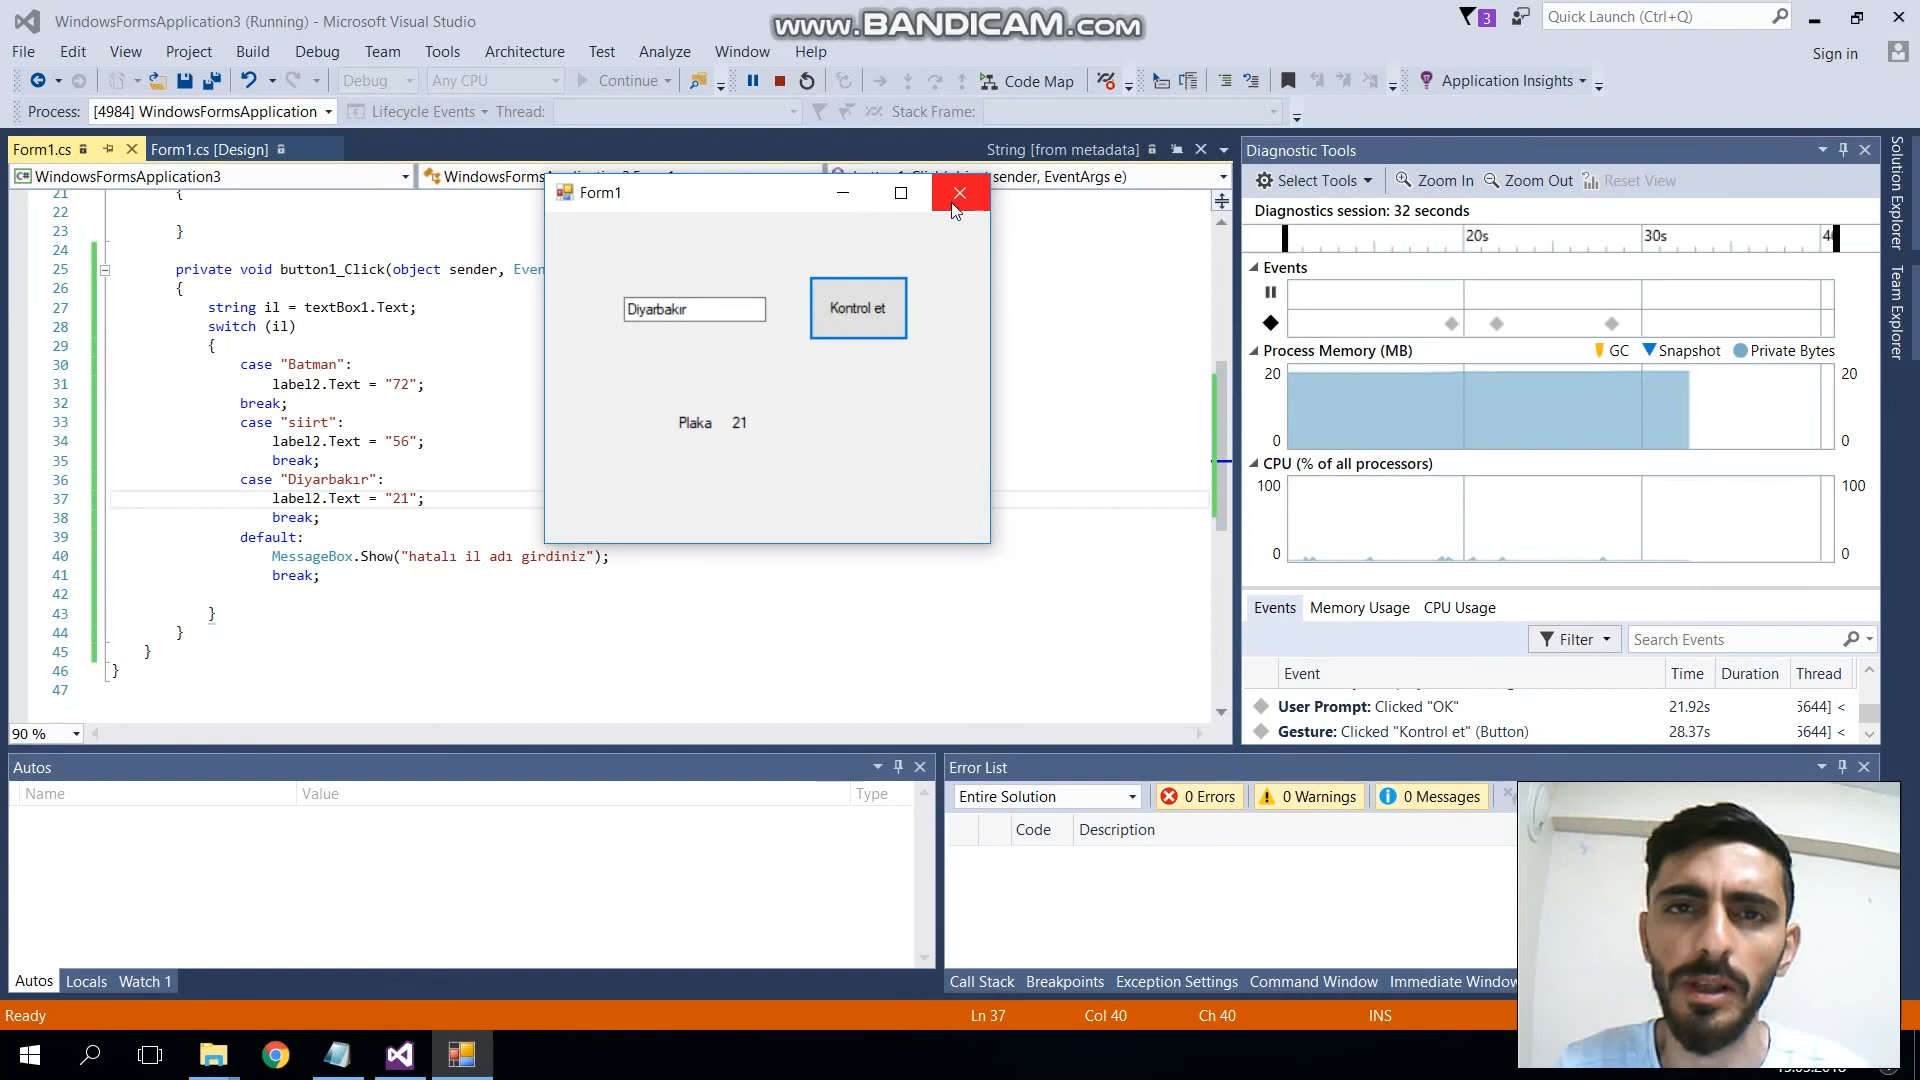 WindowsFormsApplication3 (Running) - Microsoft Visual Studio
www.BANDICAM.com
3
Quick Launch (Ctrl+Q)
File Edit View Project Build Debug Team Tools Architecture Test Analyze Window Help
Sign in
Debug Any CPU Continue Code Map Application Insights
Process: [4984] WindowsFormsApplication Lifecycle Events Thread: Stack Frame:
Form1.cs Form1.cs [Design] String [from metadata]
WindowsFormsApplication3 sender, EventArgs e)
21 {
22
23 }
24
25 private void button1_Click(object sender,
26 {
27 string il = textBox1.Text;
28 switch (il)
29 {
30 case "Batman":
31 label2.Text = "72";
32 break;
33 case "siirt":
34 label2.Text = "56";
35 break;
36 case "Diyarbakır":
37 label2.Text = "21";
38 break;
39 default:
40 MessageBox.Show("hatalı il adı girdiniz");
41 break;
42
43 }
44 }
45 }
46 }
47
90 %
Form1
Diyarbakır
Kontrol et
Plaka 21
Diagnostic Tools
Select Tools Zoom In Zoom Out Reset View
Diagnostics session: 32 seconds
20s 30s
Events
Process Memory (MB) GC Snapshot Private Bytes
20 20
0 0
CPU (% of all processors)
100 100
0 0
Events Memory Usage CPU Usage
Filter Search Events
Event Time Duration Thread
User Prompt: Clicked "OK" 21.92s 5644] <
Gesture: Clicked "Kontrol et" (Button) 28.37s 5644] <
Solution Explorer
Team Explorer
Autos
Name Value Type
Autos Locals Watch 1
Error List
Entire Solution 0 Errors 0 Warnings 0 Messages
Code Description
Call Stack Breakpoints Exception Settings Command Window Immediate Window
Ready Ln 37 Col 40 Ch 40 INS